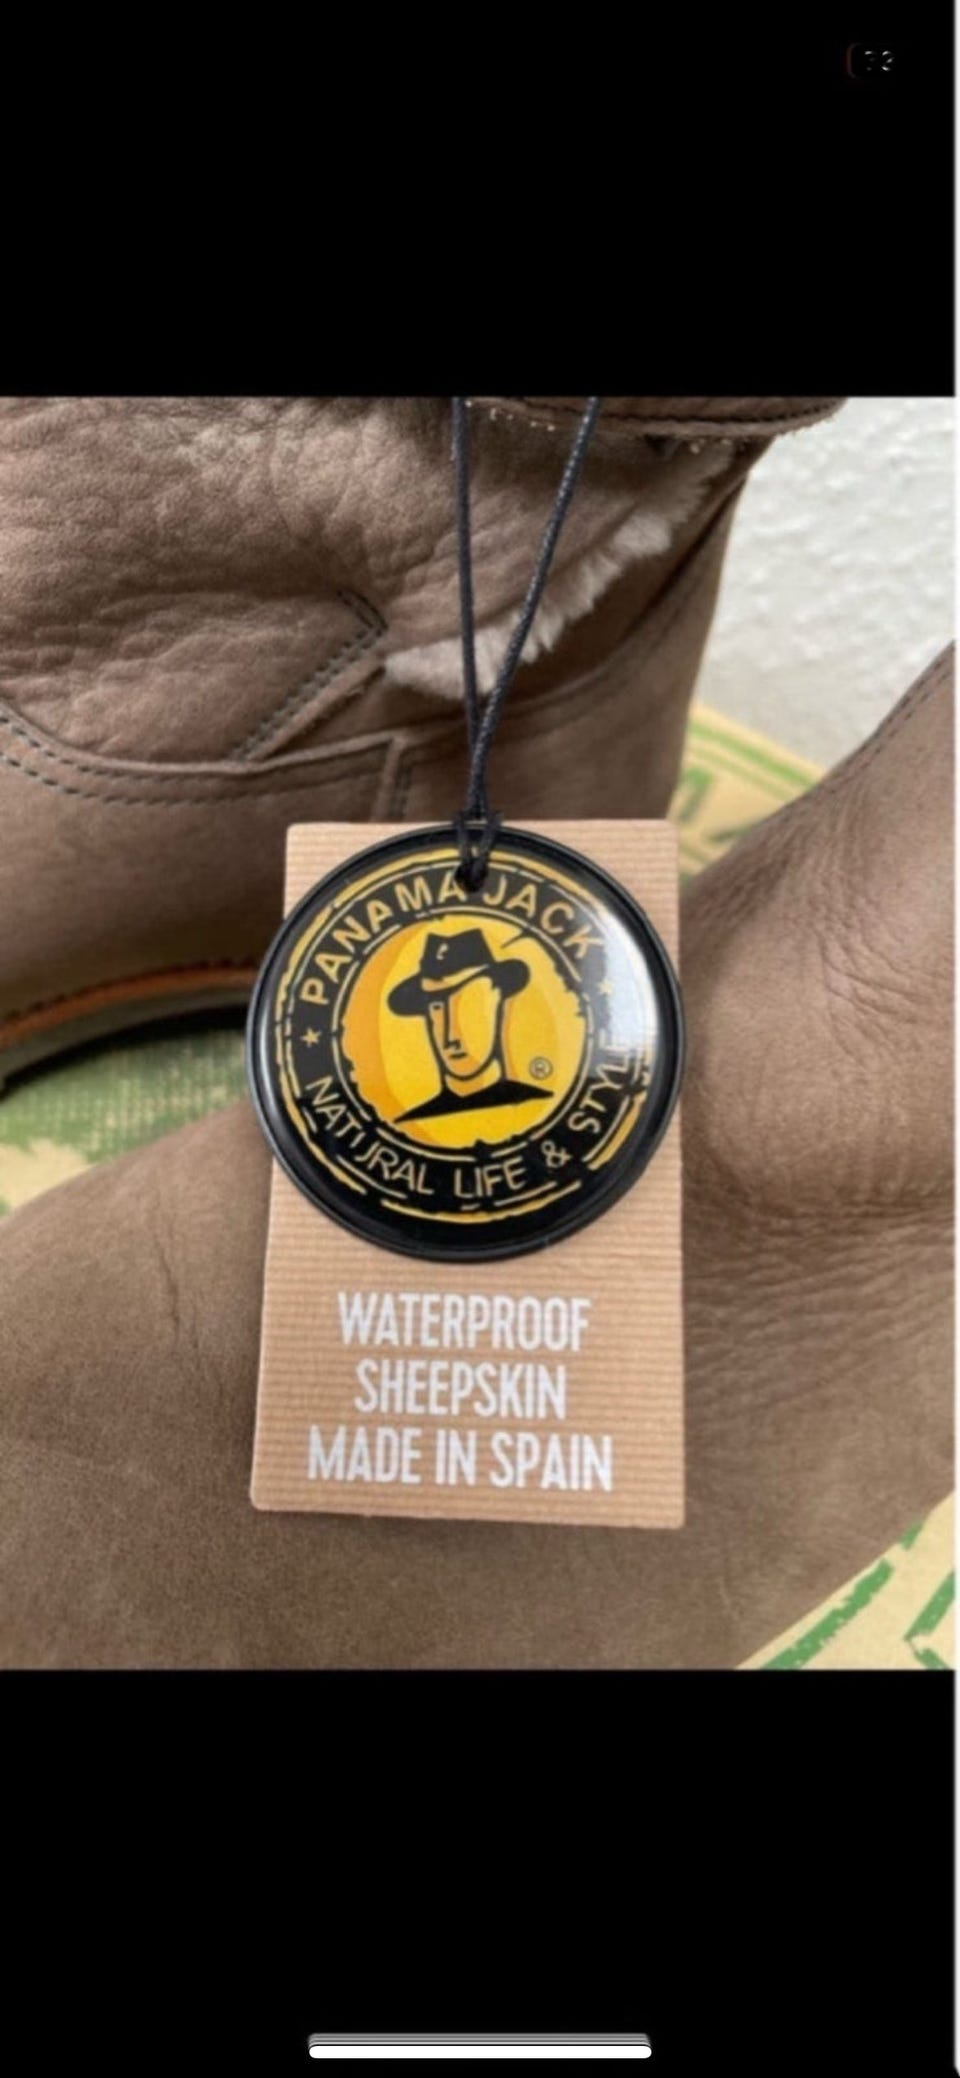 PANAMA JACK
NATURAL LIFE & STYLE
®
WATERPROOF
SHEEPSKIN
MADE IN SPAIN